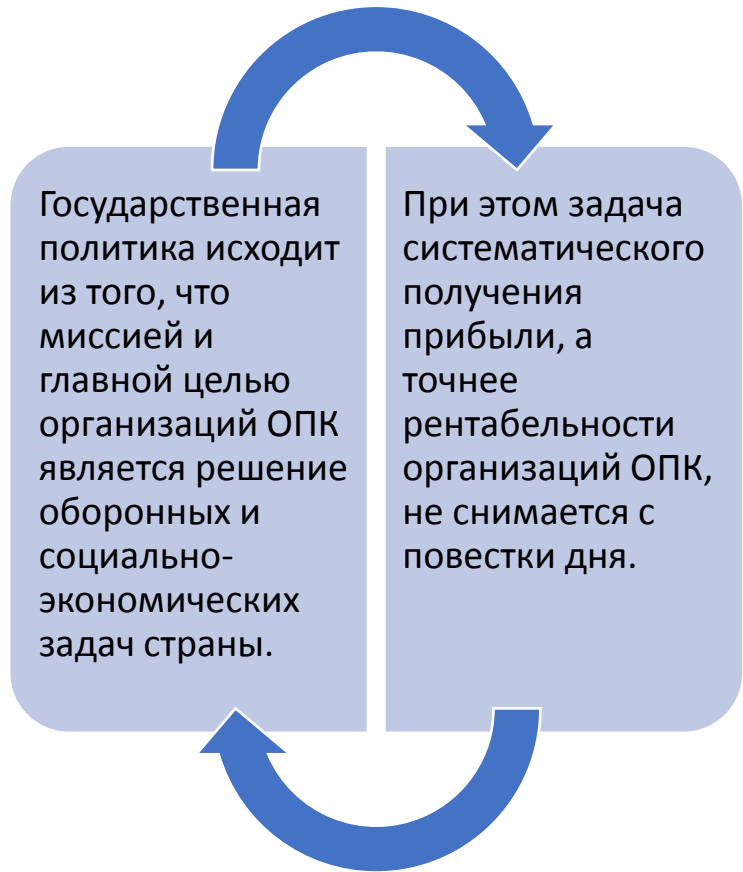 Государственная
политика исходит
из того, что
миссией и
главной целью
организаций ОПК
является решение
оборонных и
социально-
экономических
задач страны.
При этом задача
систематического
получения
прибыли, а
точнее
рентабельности
организаций ОПК,
не снимается с
повестки дня.